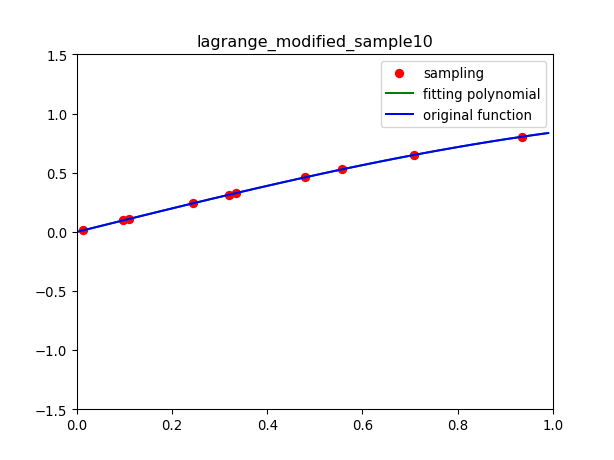 lagrange_modified_sample10
1.5
1.0
0.5
0.0
−0.5
−1.0
−1.5
0.0 0.2 0.4 0.6 0.8 1.0
sampling
fitting polynomial
original function